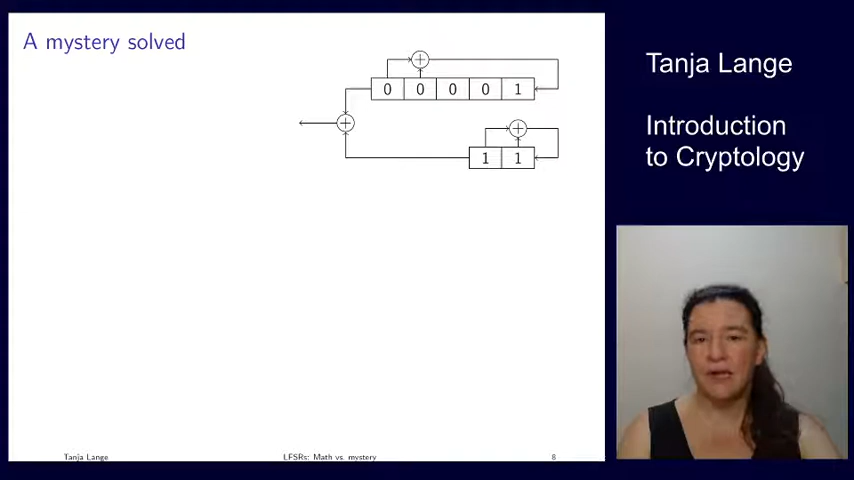 A mystery solved
0 0 0 0 1
1 1
Tanja Lange
LFSRs: Math vs. mystery
8
Tanja Lange
Introduction
to Cryptology